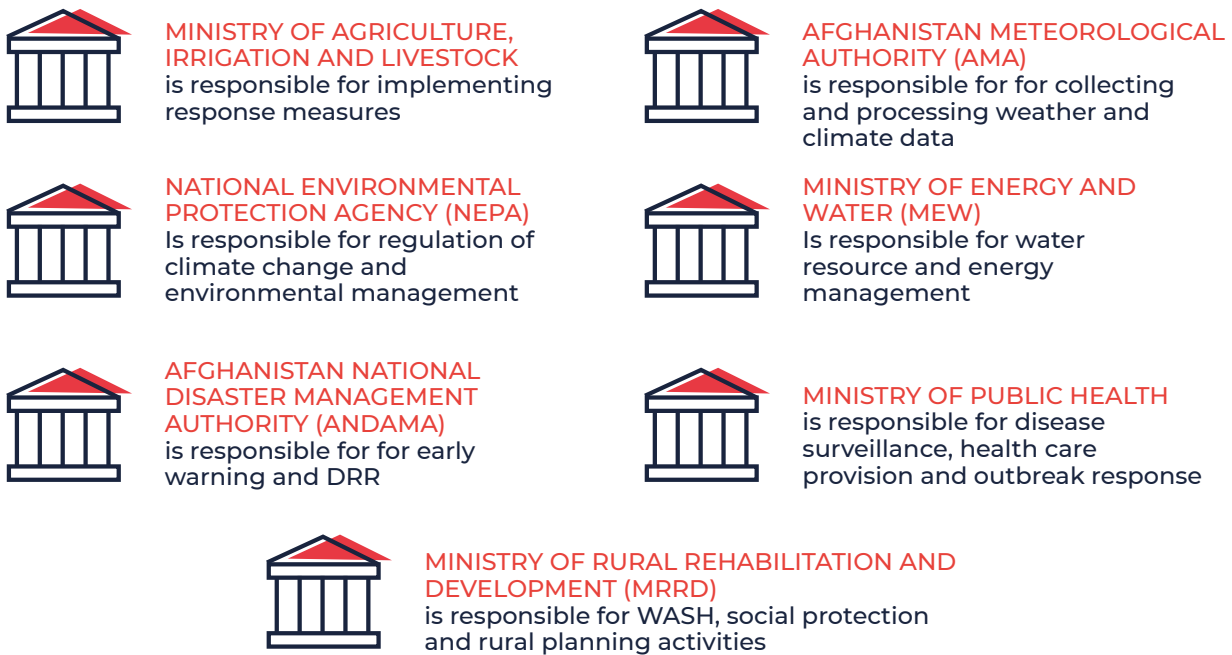 MINISTRY OF AGRICULTURE,
IRRIGATION AND LIVESTOCK
is responsible for implementing
response measures
AFGHANISTAN METEOROLOGICAL
AUTHORITY (AMA)
is responsible for for collecting
and processing weather and
climate data
NATIONAL ENVIRONMENTAL
PROTECTION AGENCY (NEPA)
Is responsible for regulation of
climate change and
environmental management
MINISTRY OF ENERGY AND
WATER (MEW)
Is responsible for water
resource and energy
management
AFGHANISTAN NATIONAL
DISASTER MANAGEMENT
AUTHORITY (ANDAMA)
is responsible for for early
warning and DRR
MINISTRY OF PUBLIC HEALTH
is responsible for disease
surveillance, health care
provision and outbreak response
MINISTRY OF RURAL REHABILITATION AND
DEVELOPMENT (MRRD)
is responsible for WASH, social protection
and rural planning activities